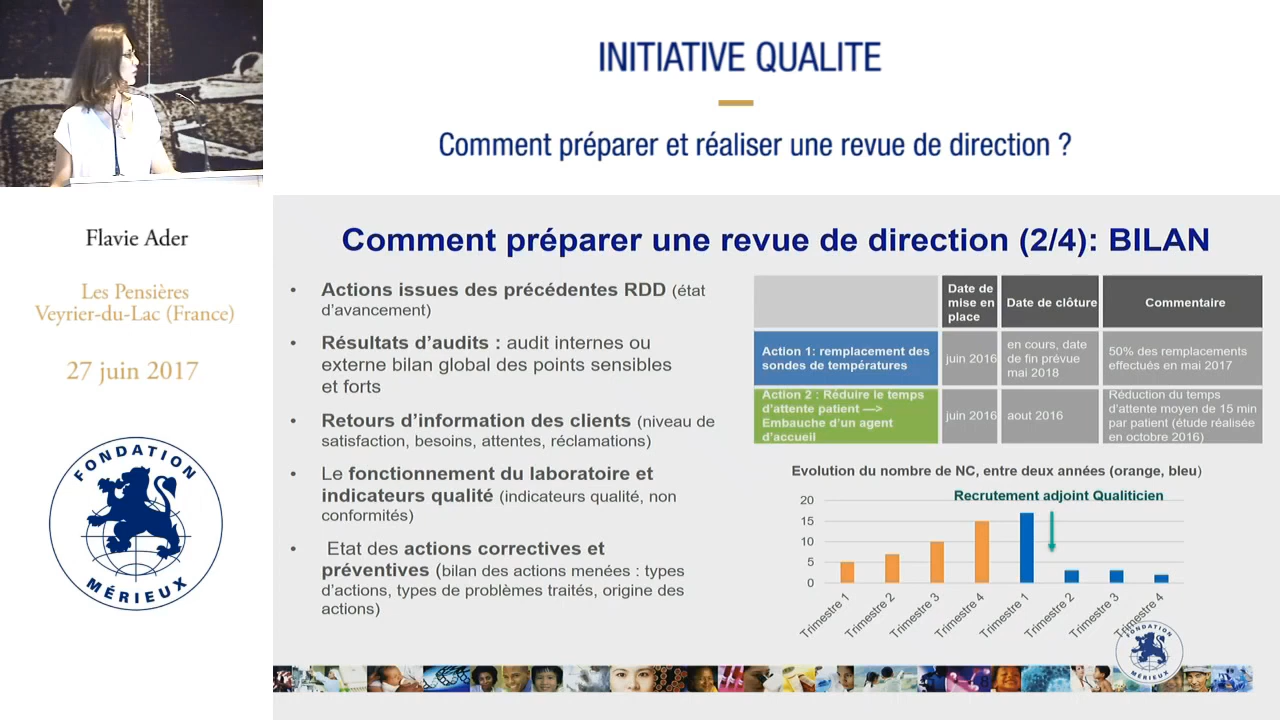 INITIATIVE QUALITE
Comment préparer et réaliser une revue de direction ?
Flavie Ader
Les Pensières
Veyrier-du-Lac (France)
27 juin 2017
FONDATION
MÉRIEUX
Comment préparer une revue de direction (2/4): BILAN
• Actions issues des précédentes RDD (état
d'avancement)
• Résultats d'audits : audit internes ou
externe bilan global des points sensibles
et forts
• Retours d'information des clients (niveau de
satisfaction, besoins, attentes, réclamations)
• Le fonctionnement du laboratoire et
indicateurs qualité (indicateurs qualité, non
conformités)
• Etat des actions correctives et
préventives (bilan des actions menées : types
d'actions, types de problèmes traités, origine des
actions)
Date de
mise en
place
Date de clôture
Commentaire
Action 1: remplacement des
sondes de températures
juin 2016
en cours, date
de fin prévue
mai 2018
50% des remplacements
effectués en mai 2017
Action 2 : Réduire le temps
d'attente patient —>
Embauche d'un agent
d'accueil
juin 2016
aout 2016
Réduction du temps
d'attente moyen de 15 min
par patient (étude réalisée
en octobre 2016)
Evolution du nombre de NC, entre deux années (orange, bleu)
Recrutement adjoint Qualiticien
20
15
10
5
0
Trimestre 1
Trimestre 2
Trimestre 3
Trimestre 4
Trimestre 1
Trimestre 2
Trimestre 3
Trimestre 4
FONDATION
MÉRIEUX